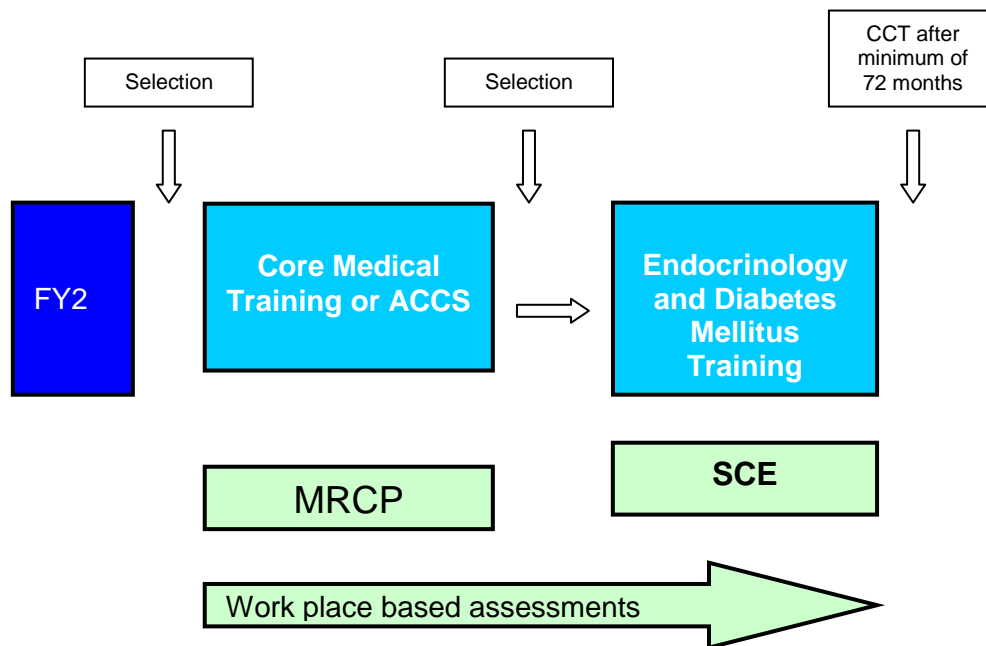 Selection
Selection
CCT after
minimum of
72 months
FY2
Core Medical
Training or ACCS
Endocrinology
and Diabetes
Mellitus
Training
MRCP
SCE
Work place based assessments